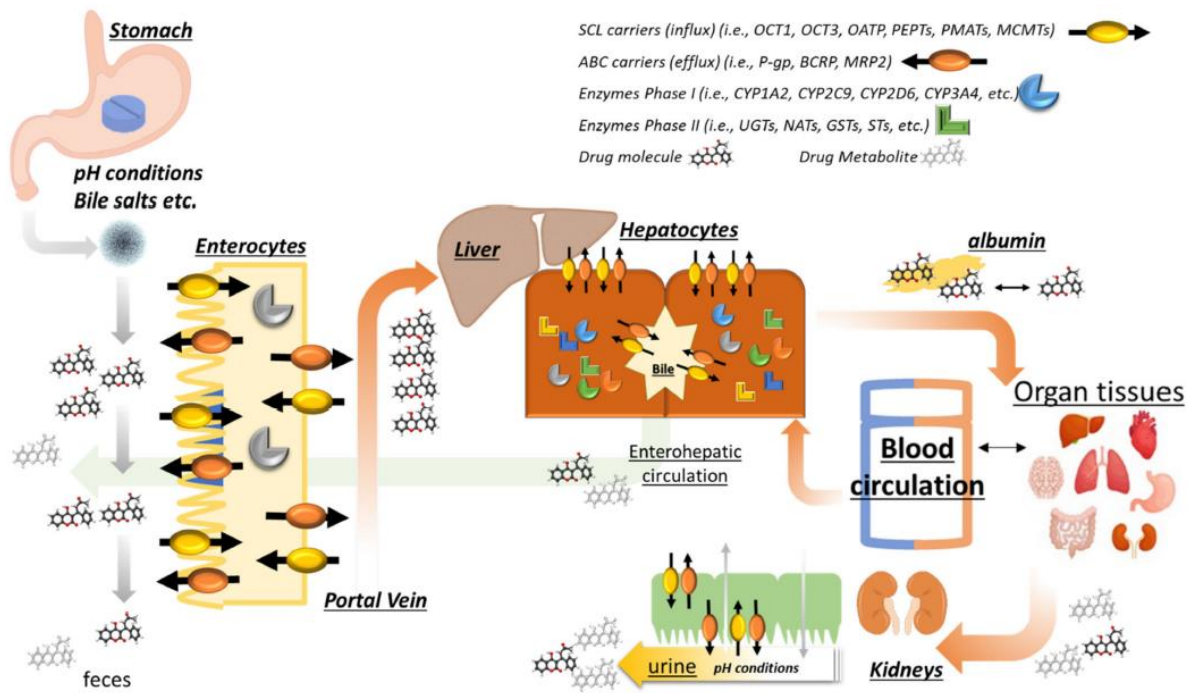 Stomach
SCL carriers (influx) (i.e., OCT1, OCT3, OATP, PEPTs, PMATs, MCMTs)
ABC carriers (efflux) (i.e., P-gp, BCRP, MRP2)
Enzymes Phase I (i.e., CYP1A2, CYP2C9, CYP2D6, CYP3A4, etc.)
Enzymes Phase II (i.e., UGTs, NATs, GSTs, STs, etc.)
Drug molecule
Drug Metabolite
pH conditions
Bile salts etc.
Enterocytes
Liver
Hepatocytes
albumin
Bile
Organ tissues
Enterohepatic
circulation
Blood
circulation
Portal Vein
feces
urine
pH conditions
Kidneys